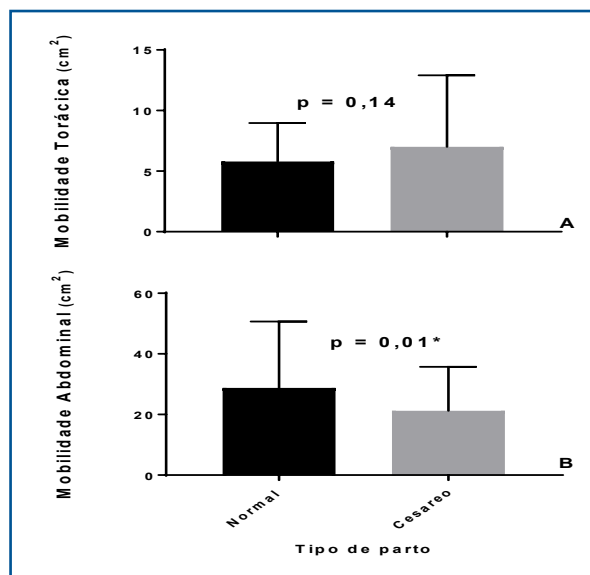 Mobilidade Torácica (cm²)
15
10
5
0
p = 0,14
A
Mobilidade Abdominal (cm²)
60
40
20
0
p = 0,01*
B
Normal
Cesareo
Tipo de parto